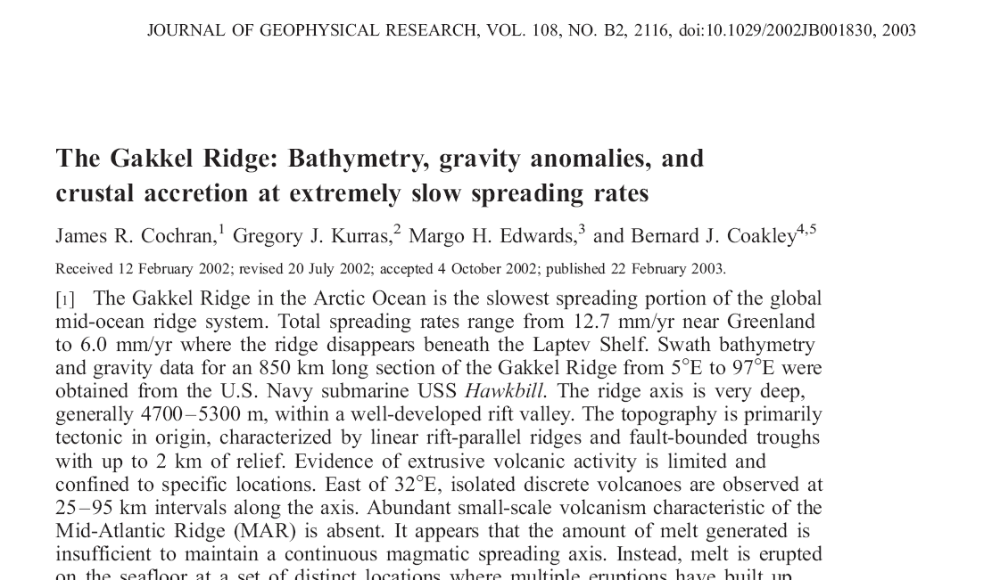 JOURNAL OF GEOPHYSICAL RESEARCH, VOL. 108, NO. B2, 2116, doi:10.1029/2002JB001830, 2003
The Gakkel Ridge: Bathymetry, gravity anomalies, and
crustal accretion at extremely slow spreading rates
James R. Cochran,1 Gregory J. Kurras,2 Margo H. Edwards,3 and Bernard J. Coakley4,5
Received 12 February 2002; revised 20 July 2002; accepted 4 October 2002; published 22 February 2003.
[1] The Gakkel Ridge in the Arctic Ocean is the slowest spreading portion of the global
mid-ocean ridge system. Total spreading rates range from 12.7 mm/yr near Greenland
to 6.0 mm/yr where the ridge disappears beneath the Laptev Shelf. Swath bathymetry
and gravity data for an 850 km long section of the Gakkel Ridge from 5°E to 97°E were
obtained from the U.S. Navy submarine USS Hawkbill. The ridge axis is very deep,
generally 4700–5300 m, within a well-developed rift valley. The topography is primarily
tectonic in origin, characterized by linear rift-parallel ridges and fault-bounded troughs
with up to 2 km of relief. Evidence of extrusive volcanic activity is limited and
confined to specific locations. East of 32°E, isolated discrete volcanoes are observed at
25–95 km intervals along the axis. Abundant small-scale volcanism characteristic of the
Mid-Atlantic Ridge (MAR) is absent. It appears that the amount of melt generated is
insufficient to maintain a continuous magmatic spreading axis. Instead, melt is erupted
on the seafloor at a set of distinct locations where multiple eruptions have built up